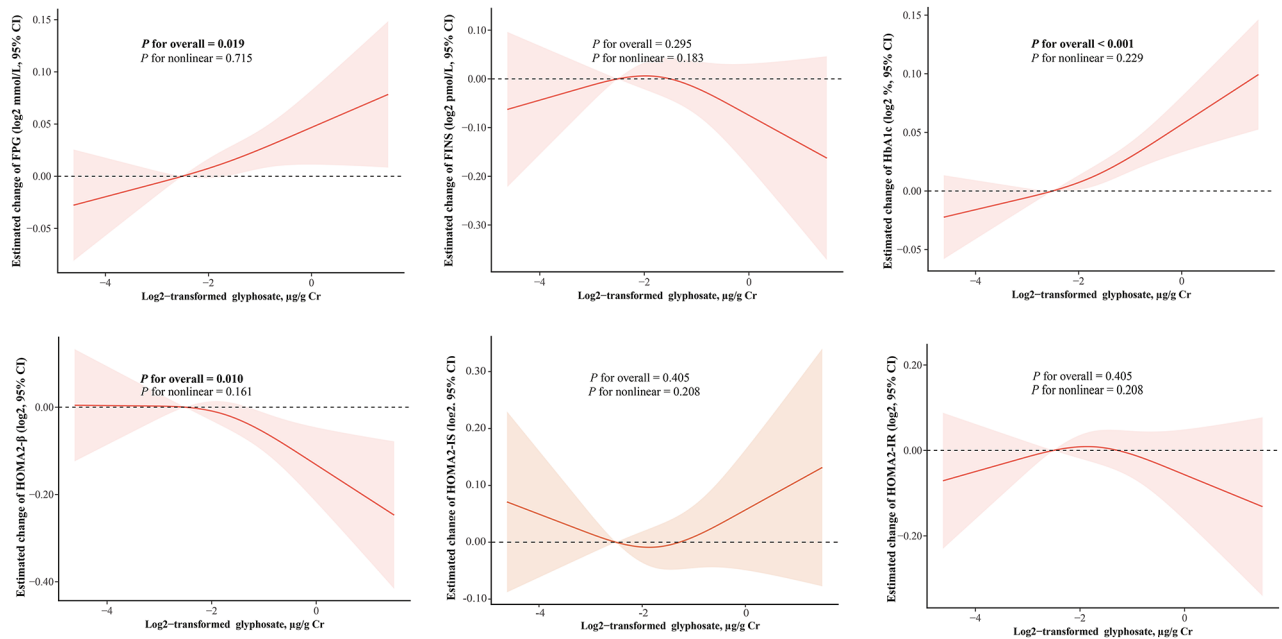 Estimated change of FPG (log2 mmol/L, 95% CI)
0.15
0.10
0.05
0.00
−0.05
P for overall = 0.019
P for nonlinear = 0.715
−4
−2
0
Log2−transformed glyphosate, µg/g Cr
Estimated change of FINS (log2 pmol/L, 95% CI)
0.10
0.00
−0.10
−0.20
−0.30
P for overall = 0.295
P for nonlinear = 0.183
−4
−2
0
Log2−transformed glyphosate, µg/g Cr
Estimated change of HbA1c (log2 %, 95% CI)
0.15
0.10
0.05
0.00
−0.05
P for overall < 0.001
P for nonlinear = 0.229
−4
−2
0
Log2−transformed glyphosate, µg/g Cr
Estimated change of HOMA2-β (log2, 95% CI)
0.00
−0.20
−0.40
P for overall = 0.010
P for nonlinear = 0.161
−4
−2
0
Log2−transformed glyphosate, µg/g Cr
Estimated change of HOMA2-IS (log2, 95% CI)
0.30
0.20
0.10
0.00
-0.10
P for overall = 0.405
P for nonlinear = 0.208
-4
−2
0
Log2−transformed glyphosate, µg/g Cr
Estimated change of HOMA2-IR (log2, 95% CI)
0.20
0.00
−0.20
P for overall = 0.405
P for nonlinear = 0.208
−4
−2
0
Log2−transformed glyphosate, µg/g Cr